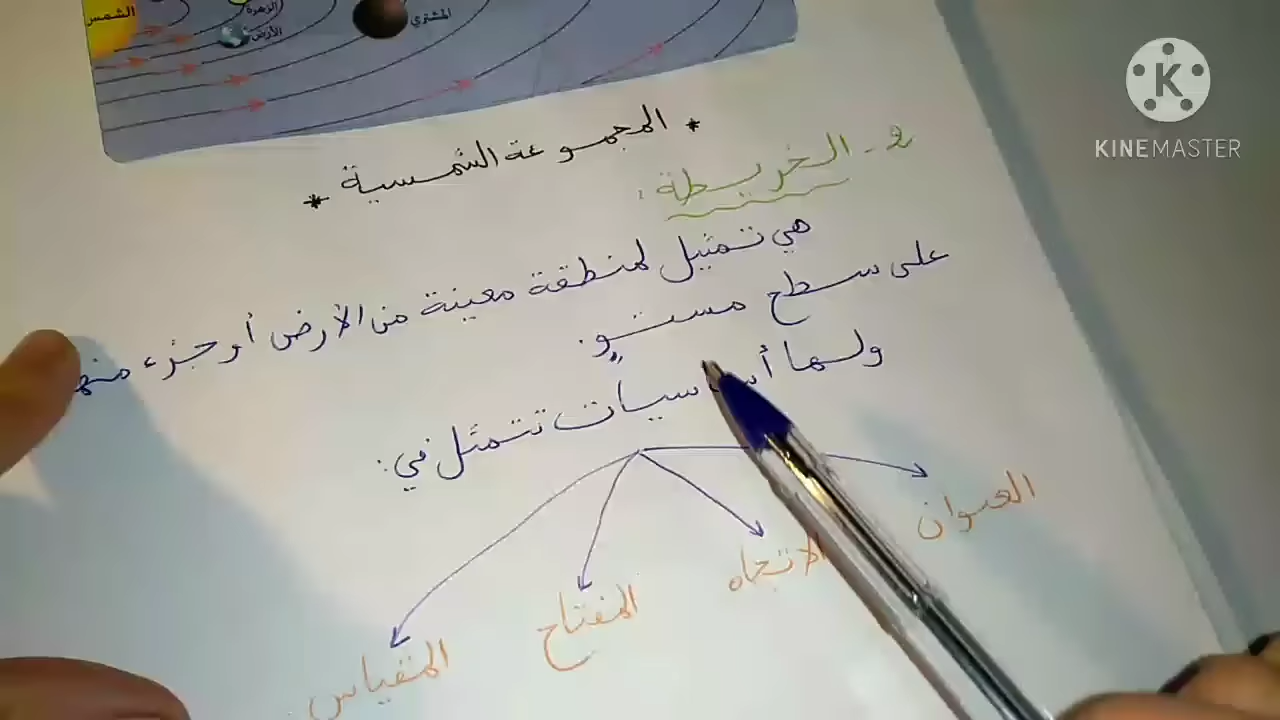 الشمس
الزهرة
الأرض
المشتري
KINEMASTER
* المجموعة الشمسية *
2- الخريطة:
هي تمثيل لمنطقة معينة من الأرض أو جزء منها
على سطح مستوٍ.
ولها أساسيات تتمثل في:
العنوان
الاتجاه
المفتاح
المقياس